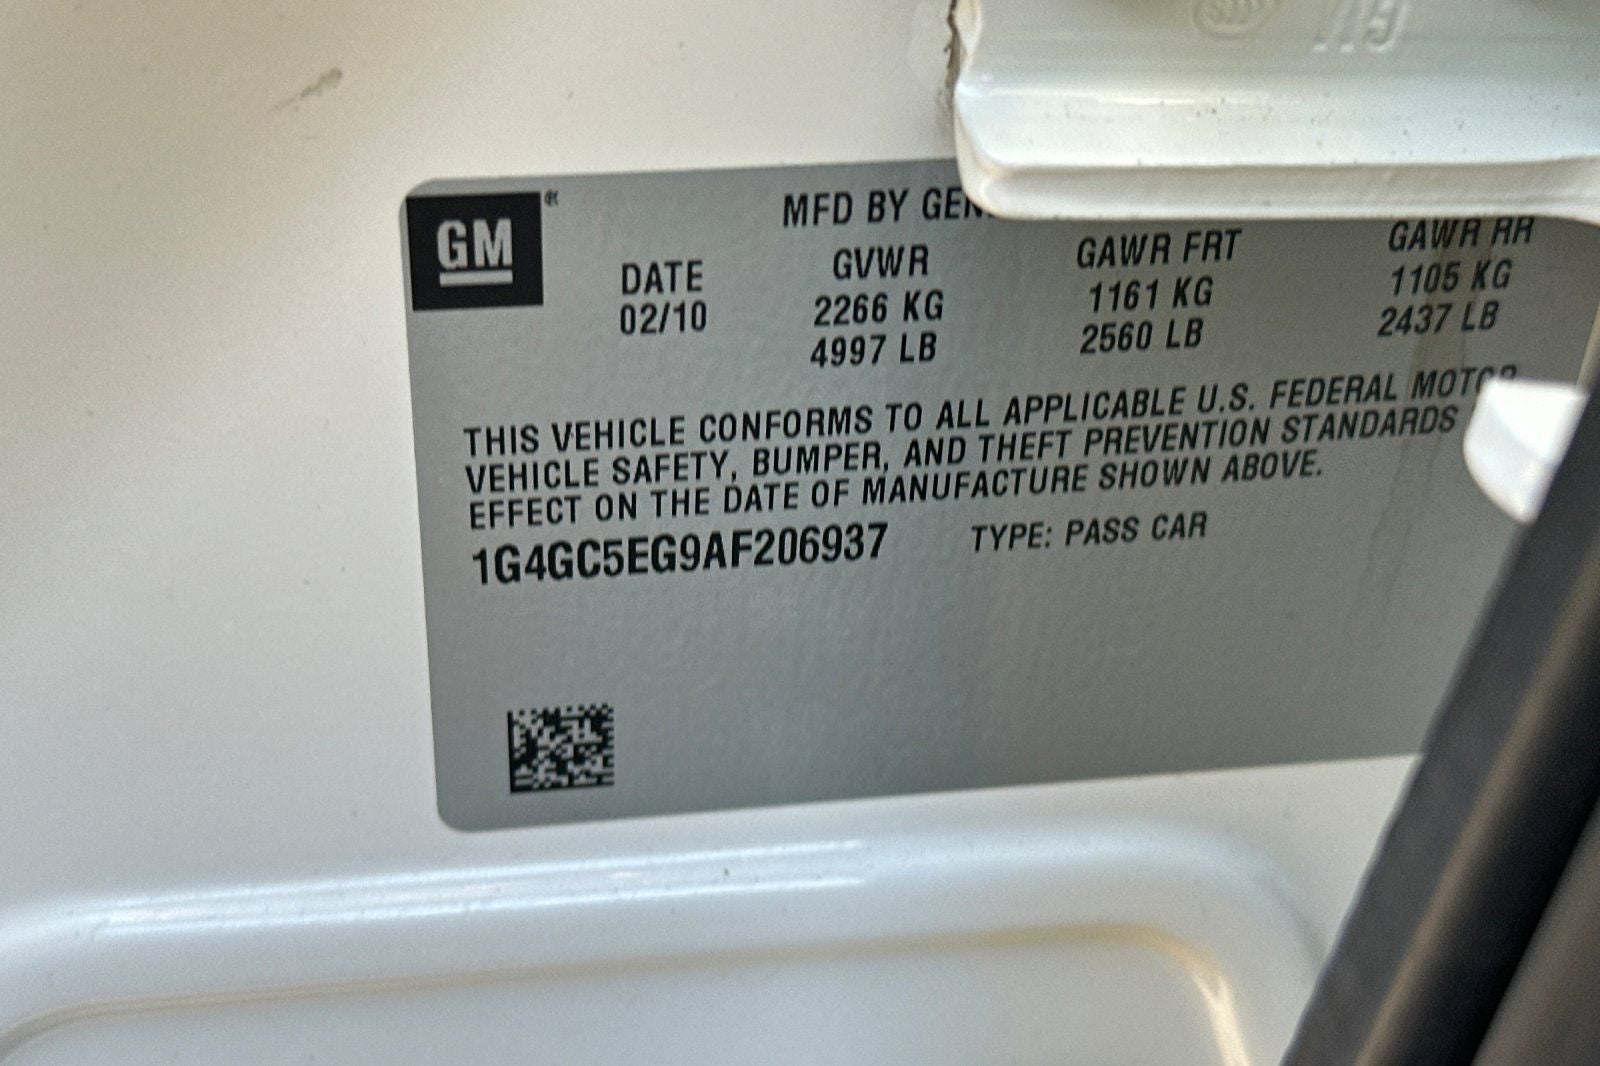 GM
MFD BY
DATE
02/10
GVWR
2266 KG
4997 LB
GAWR FRT
1161 KG
2560 LB
GAWR RR
1105 KG
2437 LB
THIS VEHICLE CONFORMS TO ALL APPLICABLE U.S. FEDERAL MOTOR
VEHICLE SAFETY, BUMPER, AND THEFT PREVENTION STANDARDS
EFFECT ON THE DATE OF MANUFACTURE SHOWN ABOVE.
1G4GC5EG9AF206937
TYPE: PASS CAR